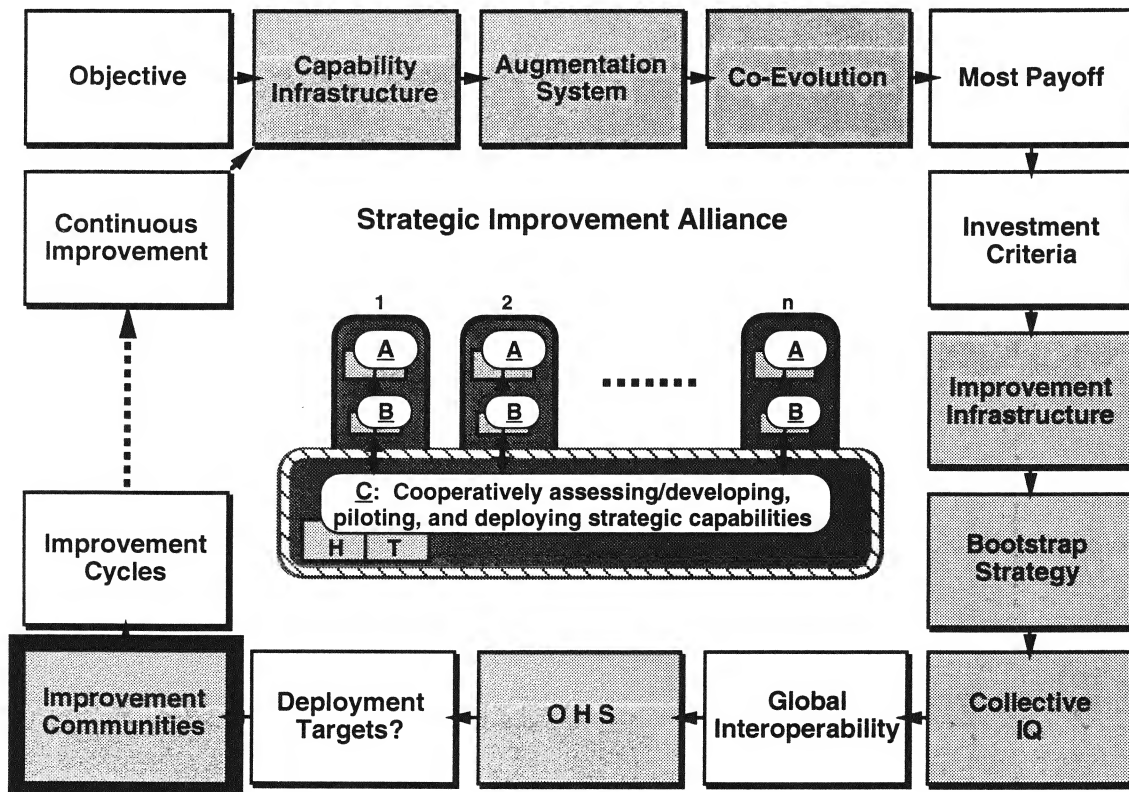 Objective
Capability
Infrastructure
Augmentation
System
Co-Evolution
Most Payoff
Continuous
Improvement
Strategic Improvement Alliance
Investment
Criteria
1
2
n
A
A
A
B
B
B
Improvement
Infrastructure
C: Cooperatively assessing/developing,
piloting, and deploying strategic capabilities
H
T
Improvement
Cycles
Bootstrap
Strategy
Improvement
Communities
Deployment
Targets?
O H S
Global
Interoperability
Collective
IQ